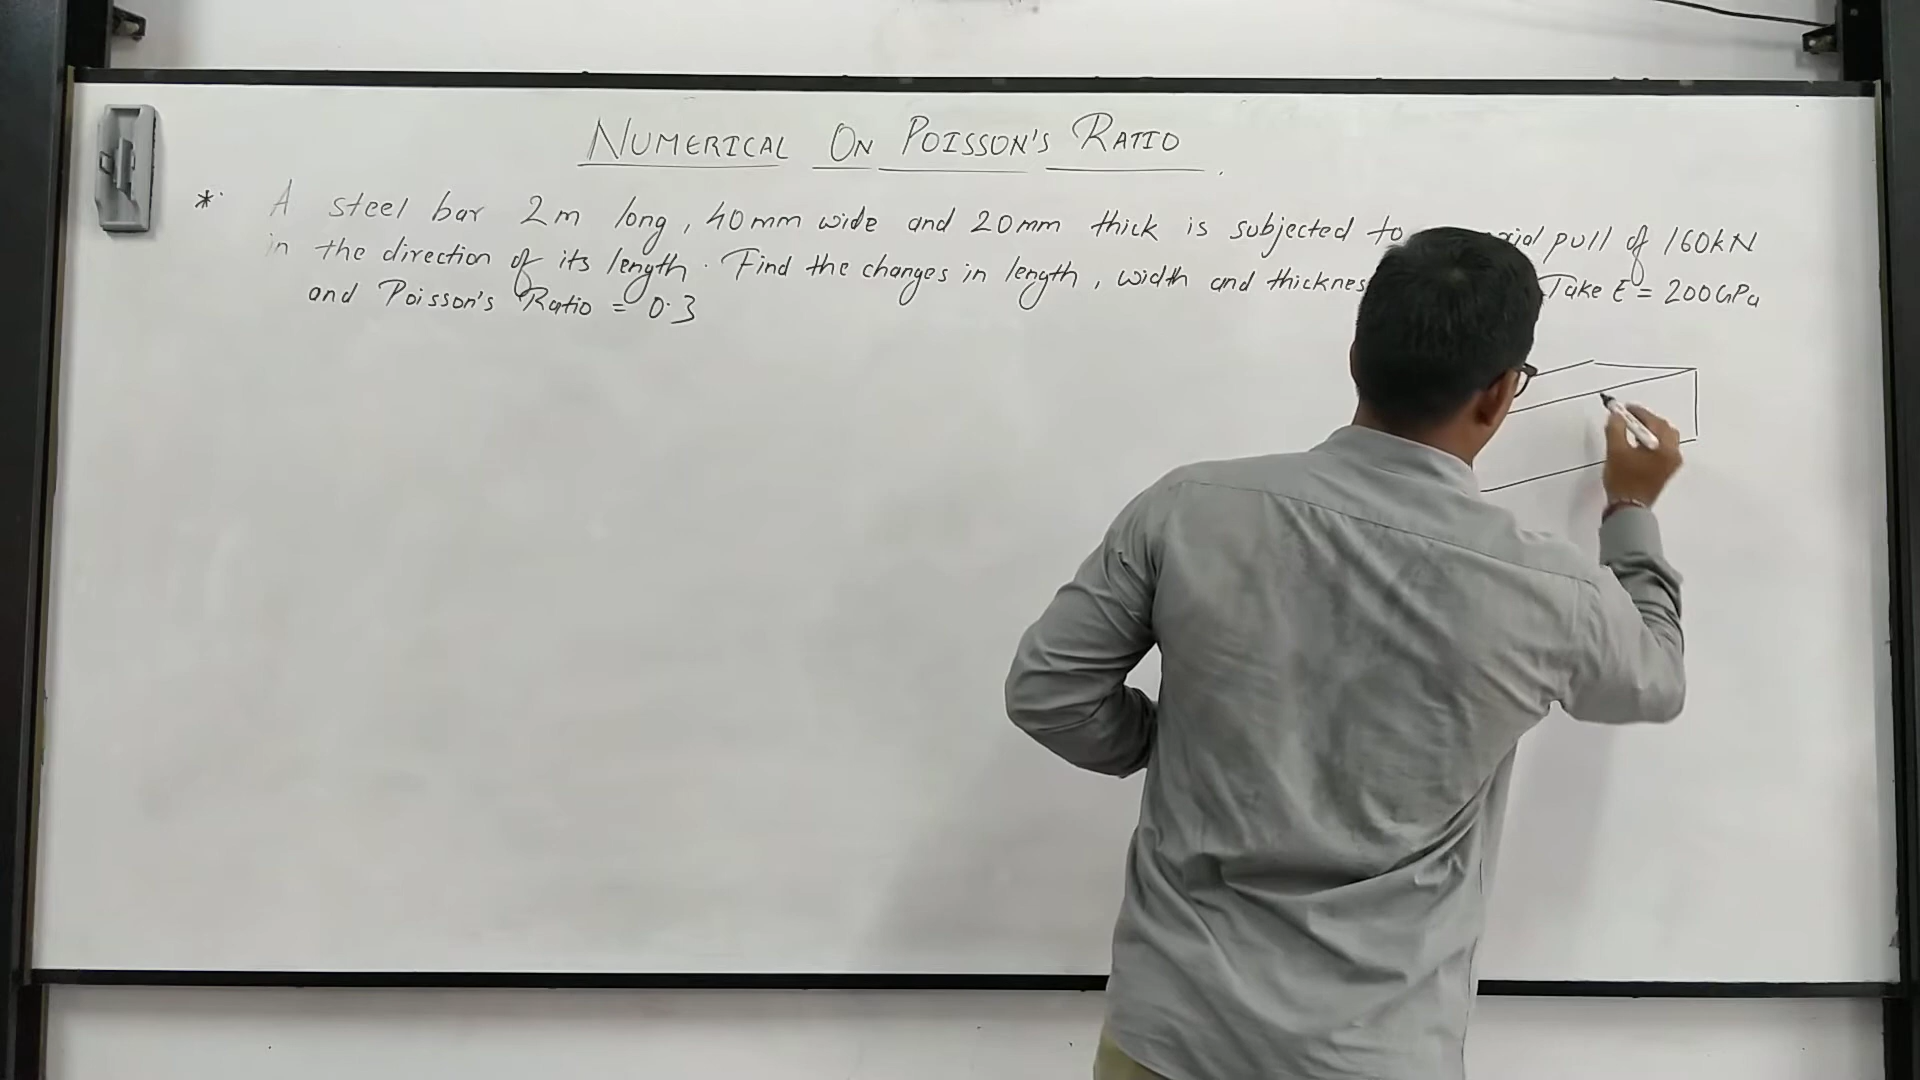 NUMERICAL ON POISSON'S RATIO
* A steel bar 2m long, 40mm wide and 20mm thick is subjected to pull of 160kN
in the direction of its length. Find the changes in length, width and Take E = 200GPa
and Poisson's Ratio = 0.3